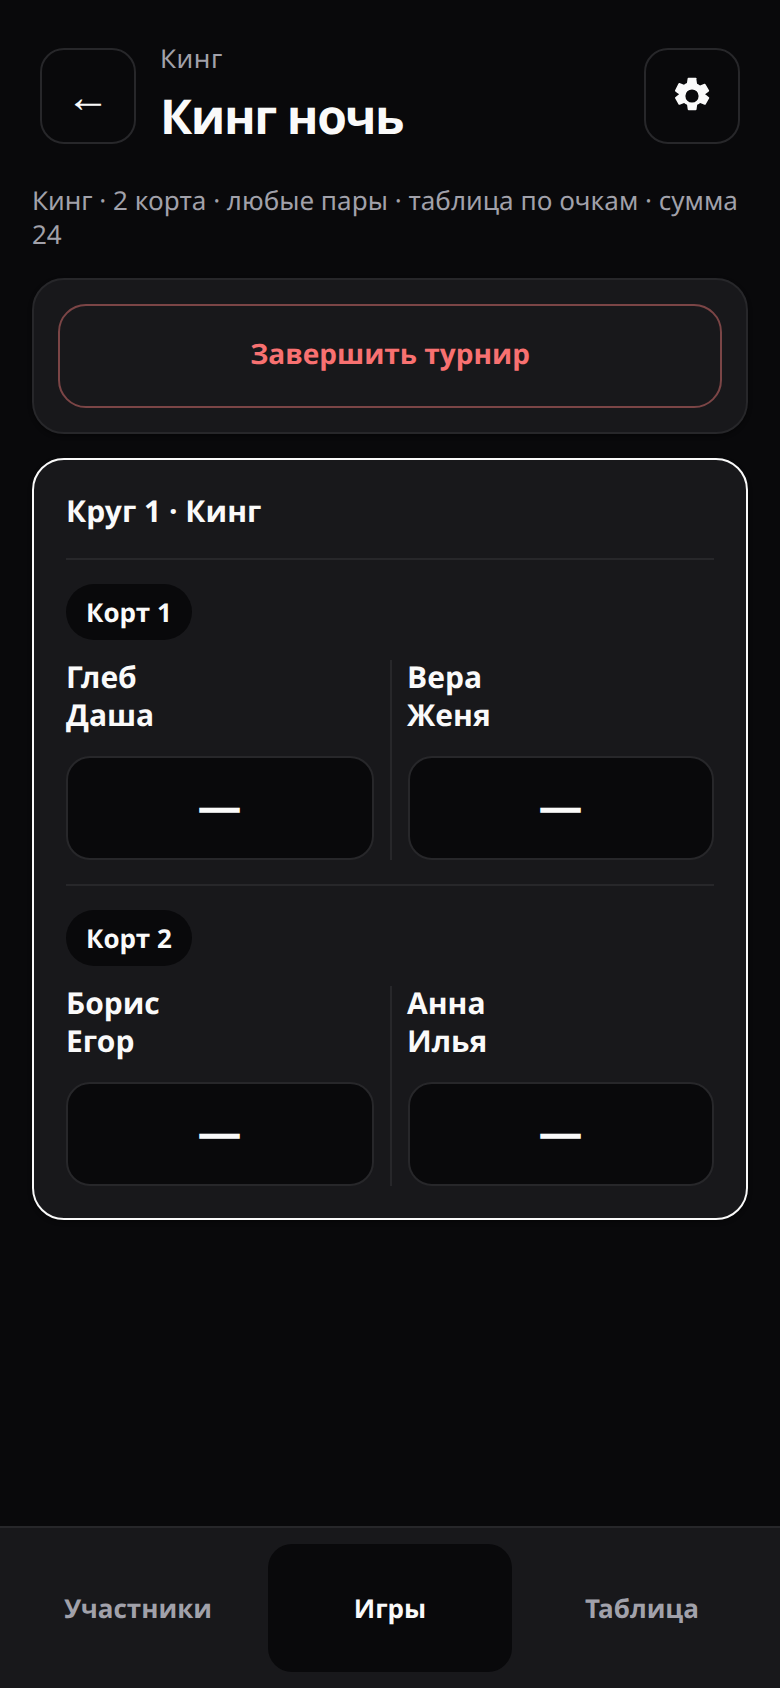 ←
Кинг
Кинг ночь
Кинг · 2 корта · любые пары · таблица по очкам · сумма
24
Завершить турнир
Круг 1 · Кинг
Корт 1
Глеб
Даша
Вера
Женя
—
—
Корт 2
Борис
Егор
Анна
Илья
—
—
Участники
Игры
Таблица